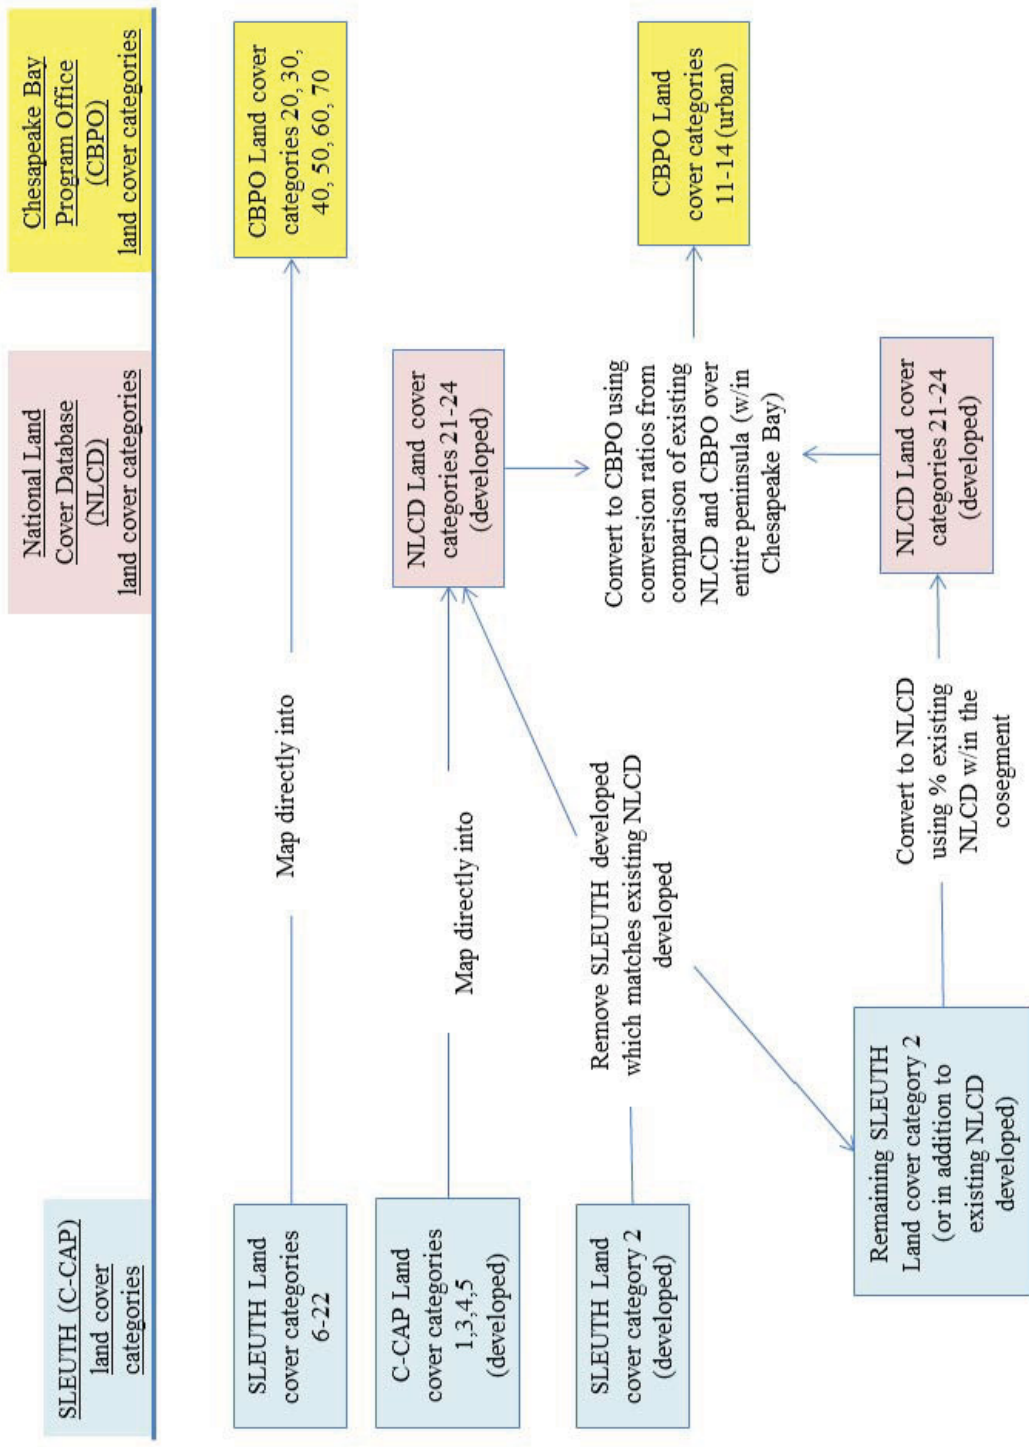 SLEUTH (C-CAP)
land cover
categories
National Land
Cover Database
(NLCD)
land cover categories
Chesapeake Bay
Program Office
(CBPO)
land cover categories
SLEUTH Land
cover categories
6-22
Map directly into
CBPO Land cover
categories 20, 30,
40, 50, 60, 70
C-CAP Land
cover categories
1,3,4,5
(developed)
Map directly into
NLCD Land cover
categories 21-24
(developed)
SLEUTH Land
cover category 2
(developed)
Remove SLEUTH developed
which matches existing NLCD
developed
Convert to CBPO using
conversion ratios from
comparison of existing
NLCD and CBPO over
entire peninsula (w/in
Chesapeake Bay)
CBPO Land
cover categories
11-14 (urban)
Remaining SLEUTH
Land cover category 2
(or in addition to
existing NLCD
developed)
Convert to NLCD
using % existing
NLCD w/in the
cosegment
NLCD Land cover
categories 21-24
(developed)